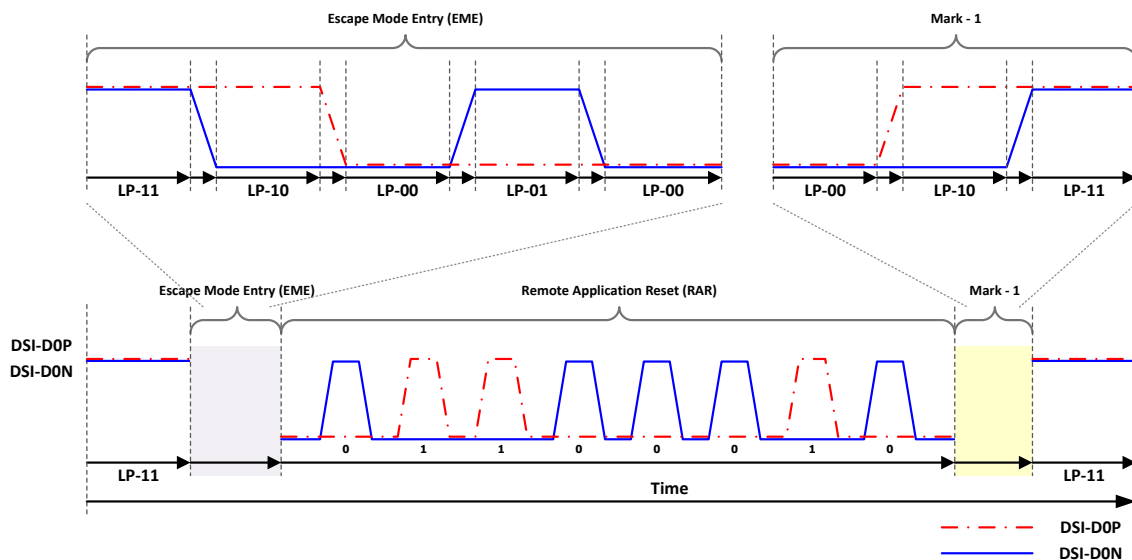 Escape Mode Entry (EME) Mark - 1
LP-11 LP-10 LP-00 LP-01 LP-00 LP-00 LP-10 LP-11
Escape Mode Entry (EME) Remote Application Reset (RAR) Mark - 1
DSI-D0P
DSI-D0N
0 1 1 0 0 0 1 0
LP-11 LP-11
Time
DSI-D0P
DSI-D0N